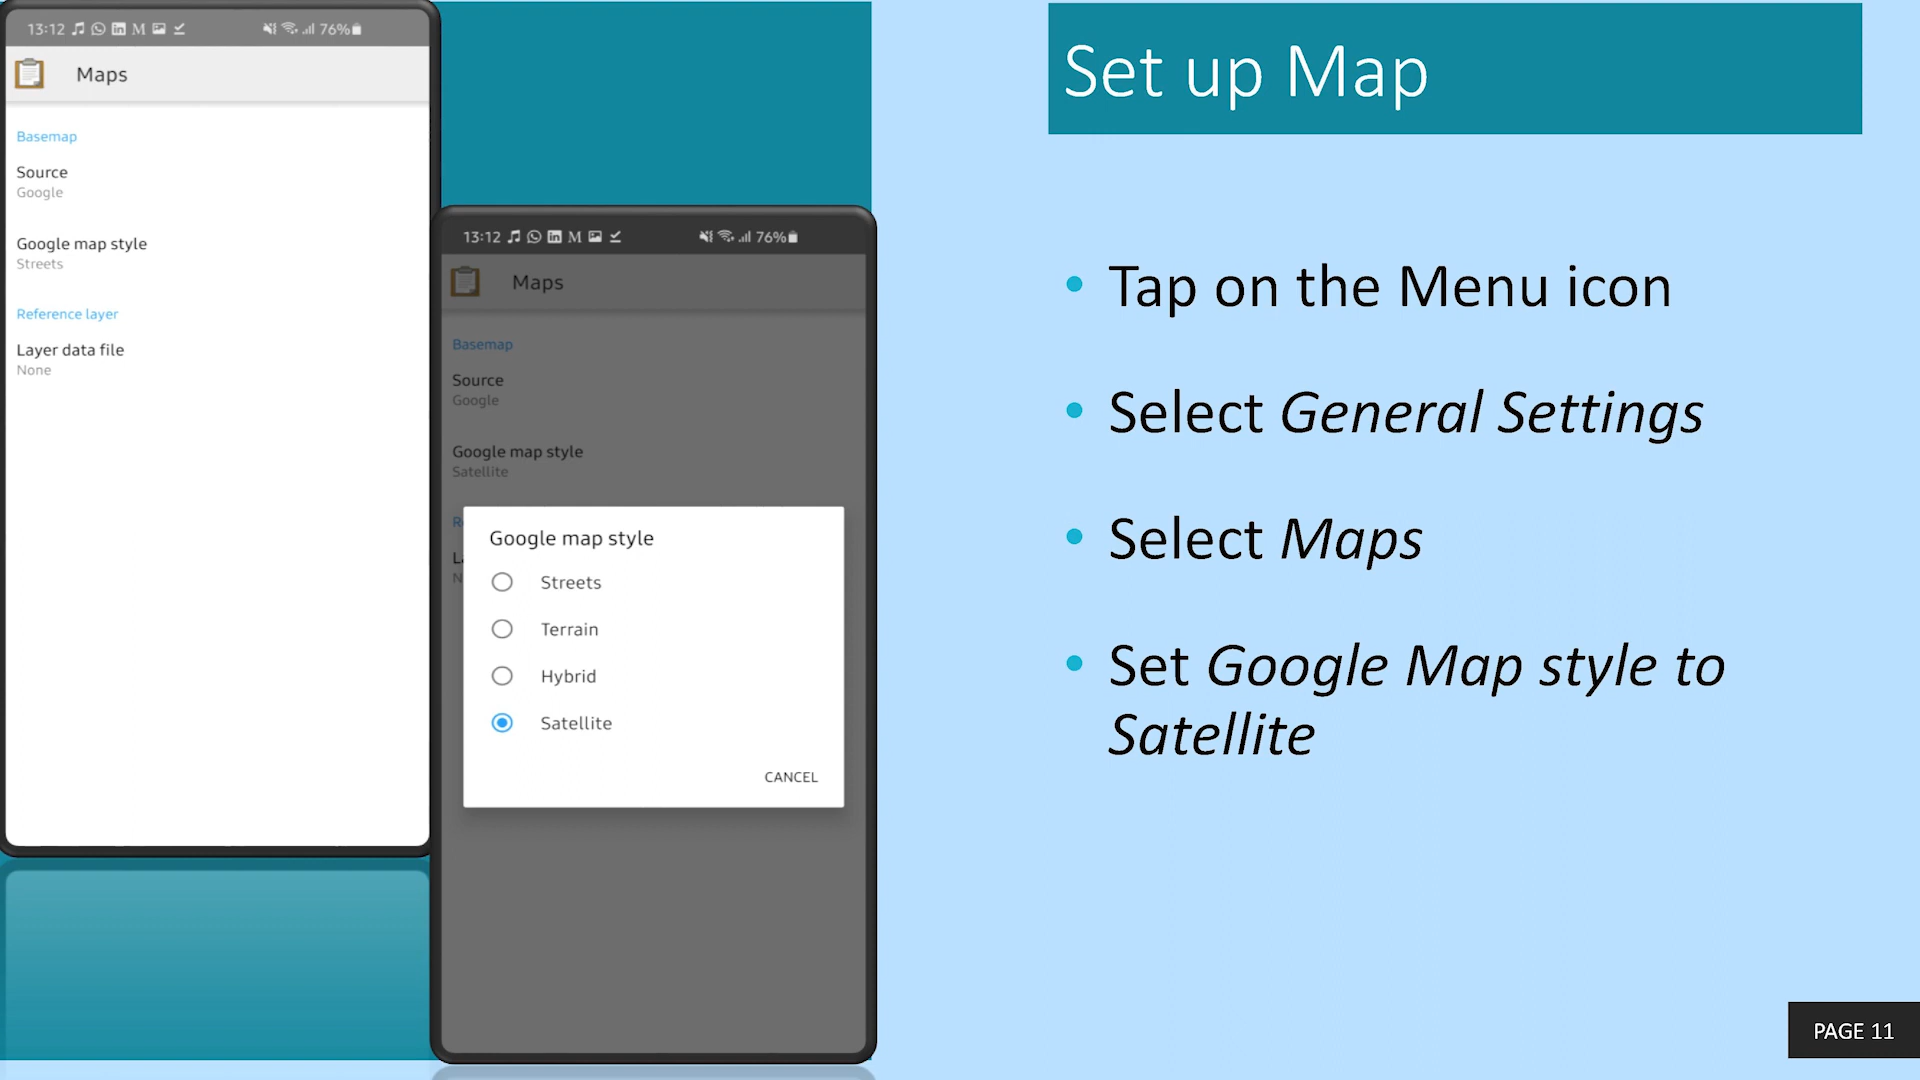 13:12 M 76%
Maps
Basemap
Source
Google
Google map style
Streets
Reference layer
Layer data file
None
13:12 M 76%
Maps
Basemap
Source
Google
Google map style
Satellite
R
L
N
Google map style
Streets
Terrain
Hybrid
Satellite
CANCEL
Set up Map
• Tap on the Menu icon
• Select General Settings
• Select Maps
• Set Google Map style to
Satellite
PAGE 11